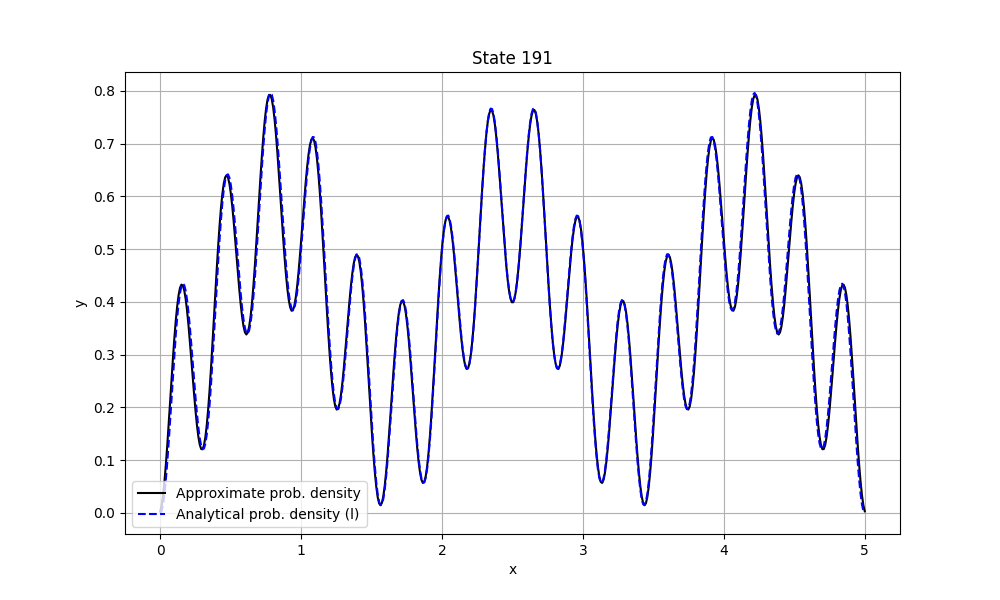 State 191
0.8
0.7
0.6
0.5
0.4
0.3
0.2
0.1
0.0
y
Approximate prob. density
Analytical prob. density (l)
0 1 2 3 4 5
x